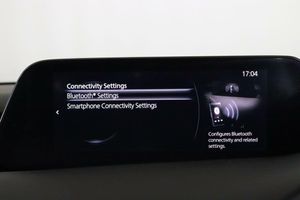 17:04
Connectivity Settings
Bluetooth® Settings
Smartphone Connectivity Settings
Configures Bluetooth
connectivity and related
settings.